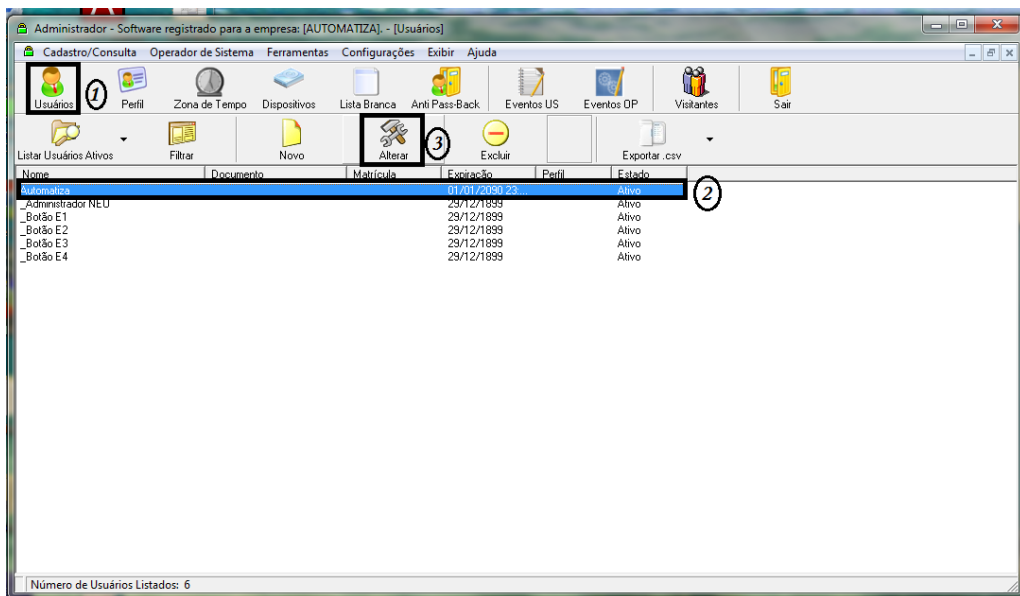 Administrador - Software registrado para a empresa: [AUTOMATIZA]. - [Usuários]
Cadastro/Consulta Operador de Sistema Ferramentas Configurações Exibir Ajuda
Usuários 1 Perfil Zona de Tempo Dispositivos Lista Branca Anti Pass-Back Eventos US Eventos OP Visitantes Sair
Listar Usuários Ativos Filtrar Novo Alterar 3 Excluir Exportar .csv
Nome Documento Matrícula Expiração Perfil Estado
Automatiza 01/01/2090 23:... Ativo 2
_Administrador NEO 29/12/1899 Ativo
_Botão E1 29/12/1899 Ativo
_Botão E2 29/12/1899 Ativo
_Botão E3 29/12/1899 Ativo
_Botão E4 29/12/1899 Ativo
Número de Usuários Listados: 6